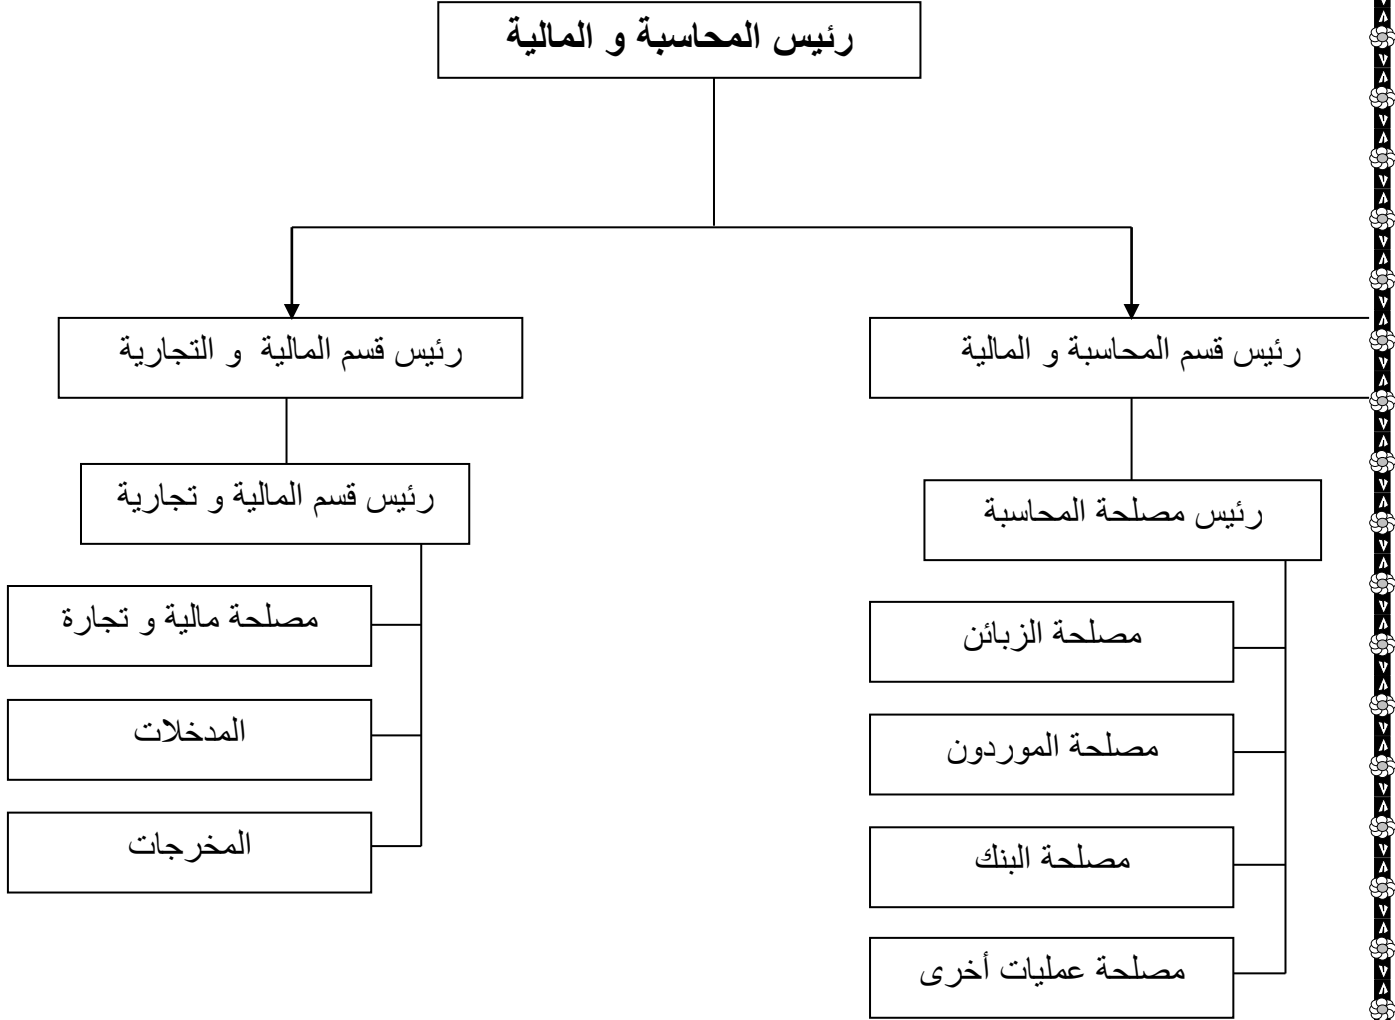 رئيس المحاسبة و المالية
رئيس قسم المحاسبة و المالية
رئيس قسم المالية و التجارية
رئيس مصلحة المحاسبة
رئيس قسم المالية و تجارية
مصلحة الزبائن
مصلحة الموردون
مصلحة البنك
مصلحة عمليات أخرى
مصلحة مالية و تجارة
المدخلات
المخرجات